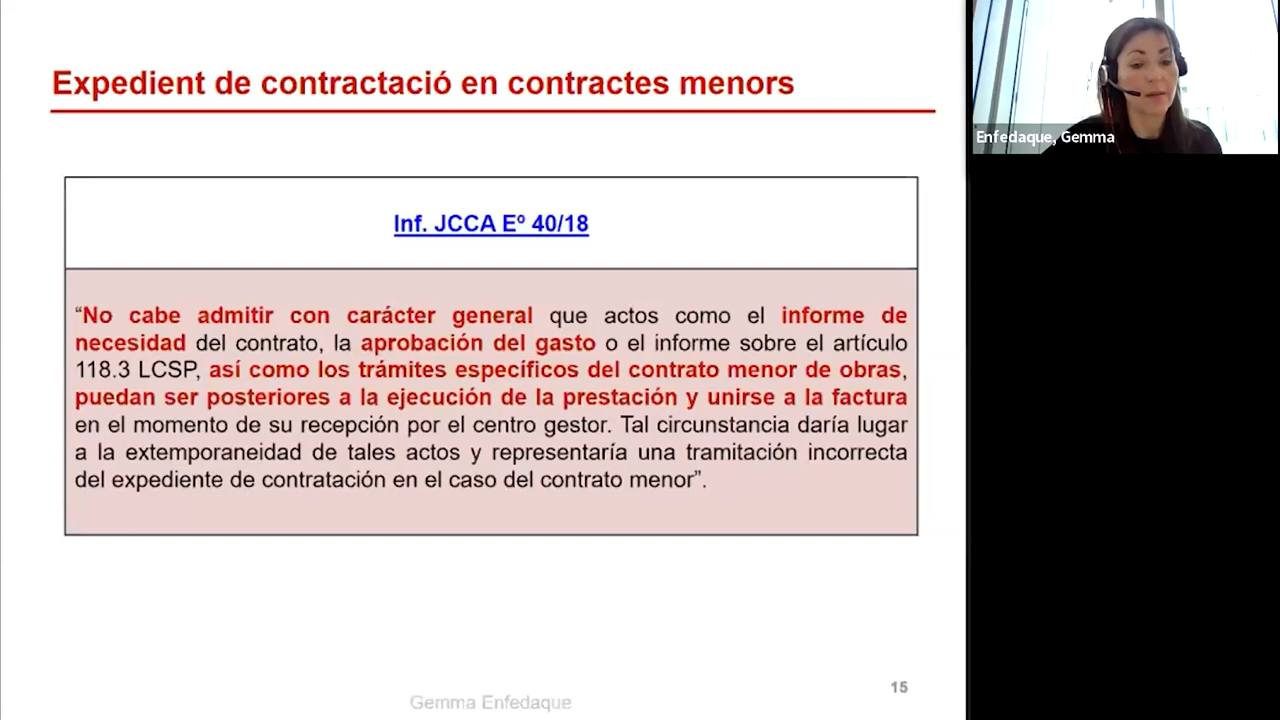 Expedient de contractació en contractes menors
Enfedaque, Gemma
Inf. JCCA Eº 40/18
“No cabe admitir con carácter general que actos como el informe de
necesidad del contrato, la aprobación del gasto o el informe sobre el artículo
118.3 LCSP, así como los trámites específicos del contrato menor de obras,
puedan ser posteriores a la ejecución de la prestación y unirse a la factura
en el momento de su recepción por el centro gestor. Tal circunstancia daría lugar
a la extemporaneidad de tales actos y representaría una tramitación incorrecta
del expediente de contratación en el caso del contrato menor”.
15
Gemma Enfedaque